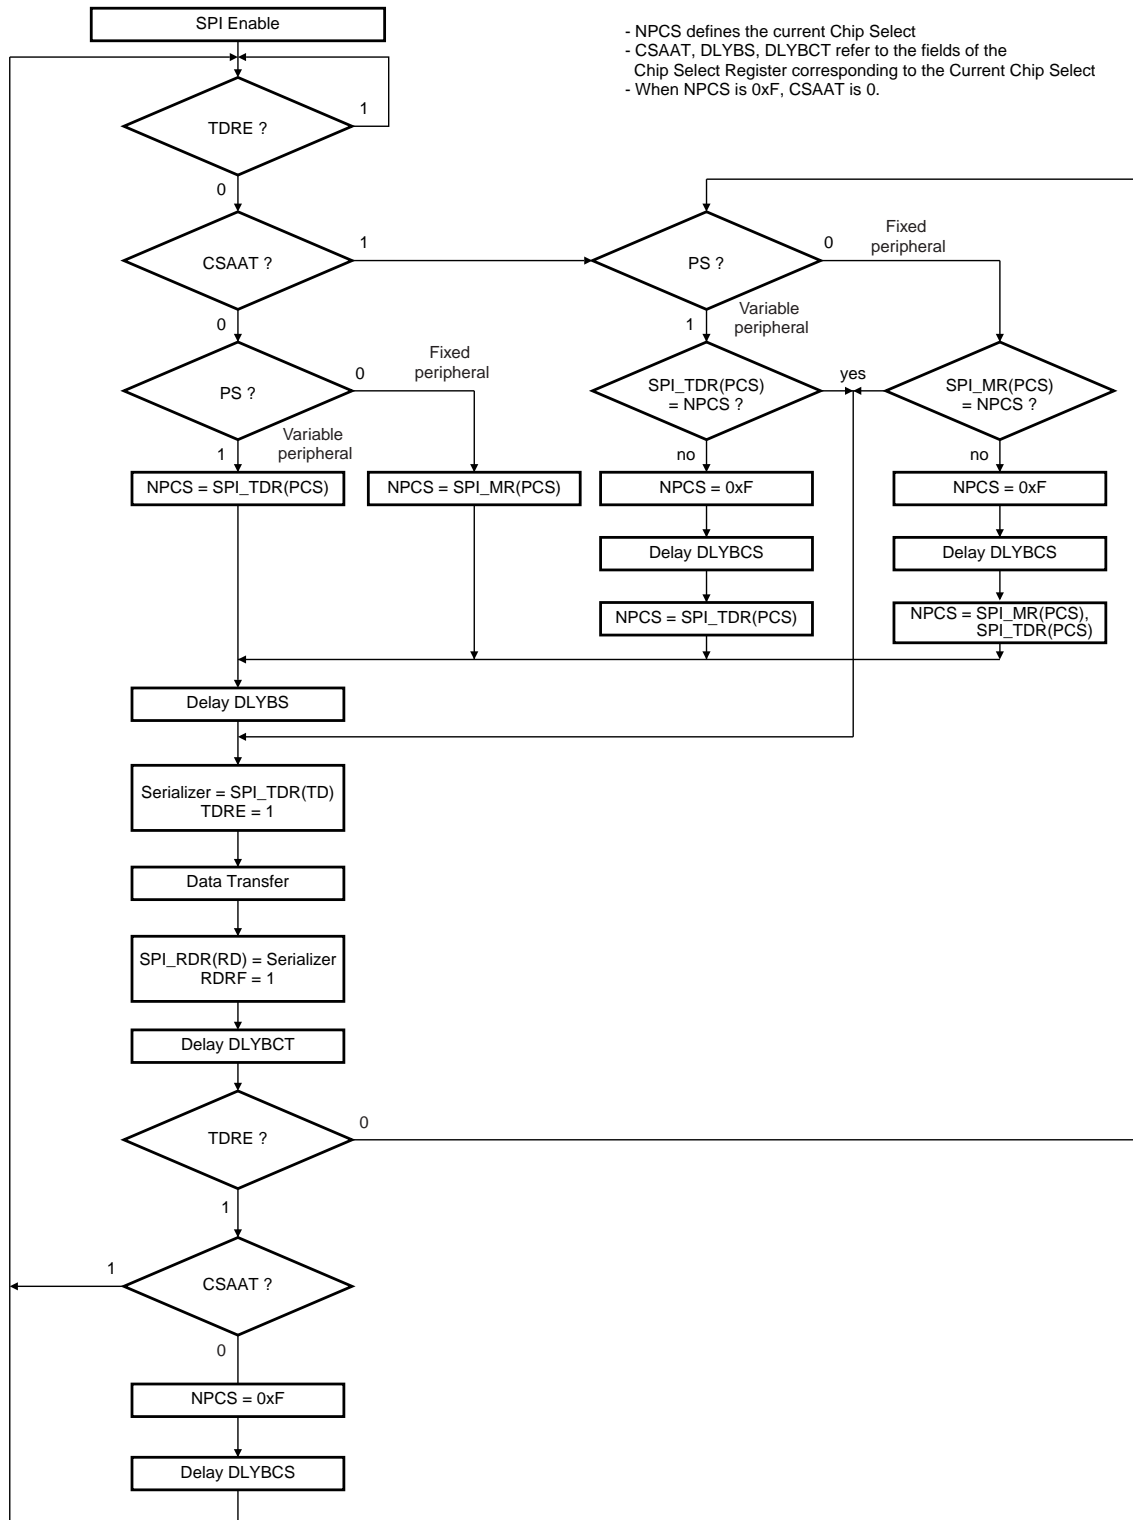 SPI Enable
- NPCS defines the current Chip Select
- CSAAT, DLYBS, DLYBCT refer to the fields of the
Chip Select Register corresponding to the Current Chip Select
- When NPCS is 0xF, CSAAT is 0.
TDRE ?
1
0
CSAAT ?
1
0
PS ?
0
Fixed
peripheral
1
Variable
peripheral
PS ?
0
Fixed
peripheral
1
Variable
peripheral
SPI_TDR(PCS)
= NPCS ?
yes
SPI_MR(PCS)
= NPCS ?
no
no
NPCS = SPI_TDR(PCS)
NPCS = SPI_MR(PCS)
NPCS = 0xF
NPCS = 0xF
Delay DLYBCS
Delay DLYBCS
NPCS = SPI_TDR(PCS)
NPCS = SPI_MR(PCS),
SPI_TDR(PCS)
Delay DLYBS
Serializer = SPI_TDR(TD)
TDRE = 1
Data Transfer
SPI_RDR(RD) = Serializer
RDRF = 1
Delay DLYBCT
TDRE ?
0
1
CSAAT ?
1
0
NPCS = 0xF
Delay DLYBCS